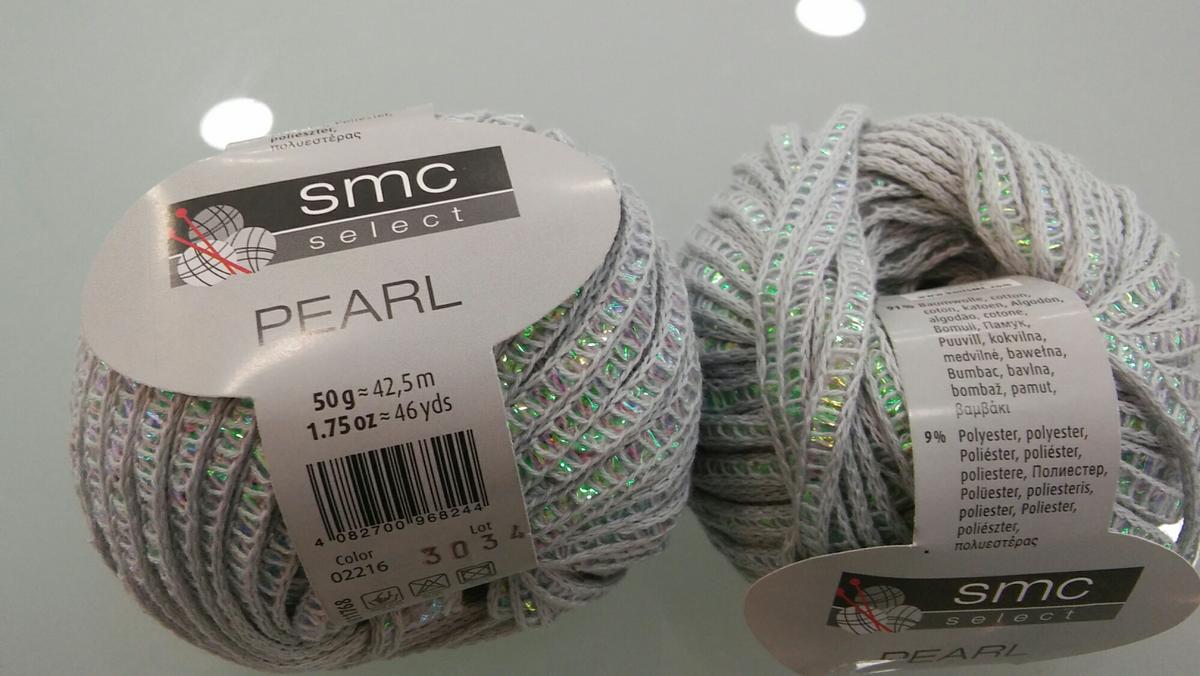 poliészter,
πολυεστέρας
smc
select
PEARL
50 g ≈ 42,5 m
1.75 oz ≈ 46 yds
4 082700 968244
Color
02216
Lot
3034
11768
91% Baumwolle, cotton,
coton, katoen, Algodón,
algodão, cotone,
Bomull, Памук,
Puuvill, kokvilna,
medvilnė, bawełna,
Bumbac, bavlna,
bombaž, pamut,
βαμβάκι
9% Polyester, polyester,
Poliéster, poliéster,
poliestere, Полиестер,
Polüester, poliesteris,
poliester, Poliester,
poliészter,
πολυεστέρας
smc
select
PEARL